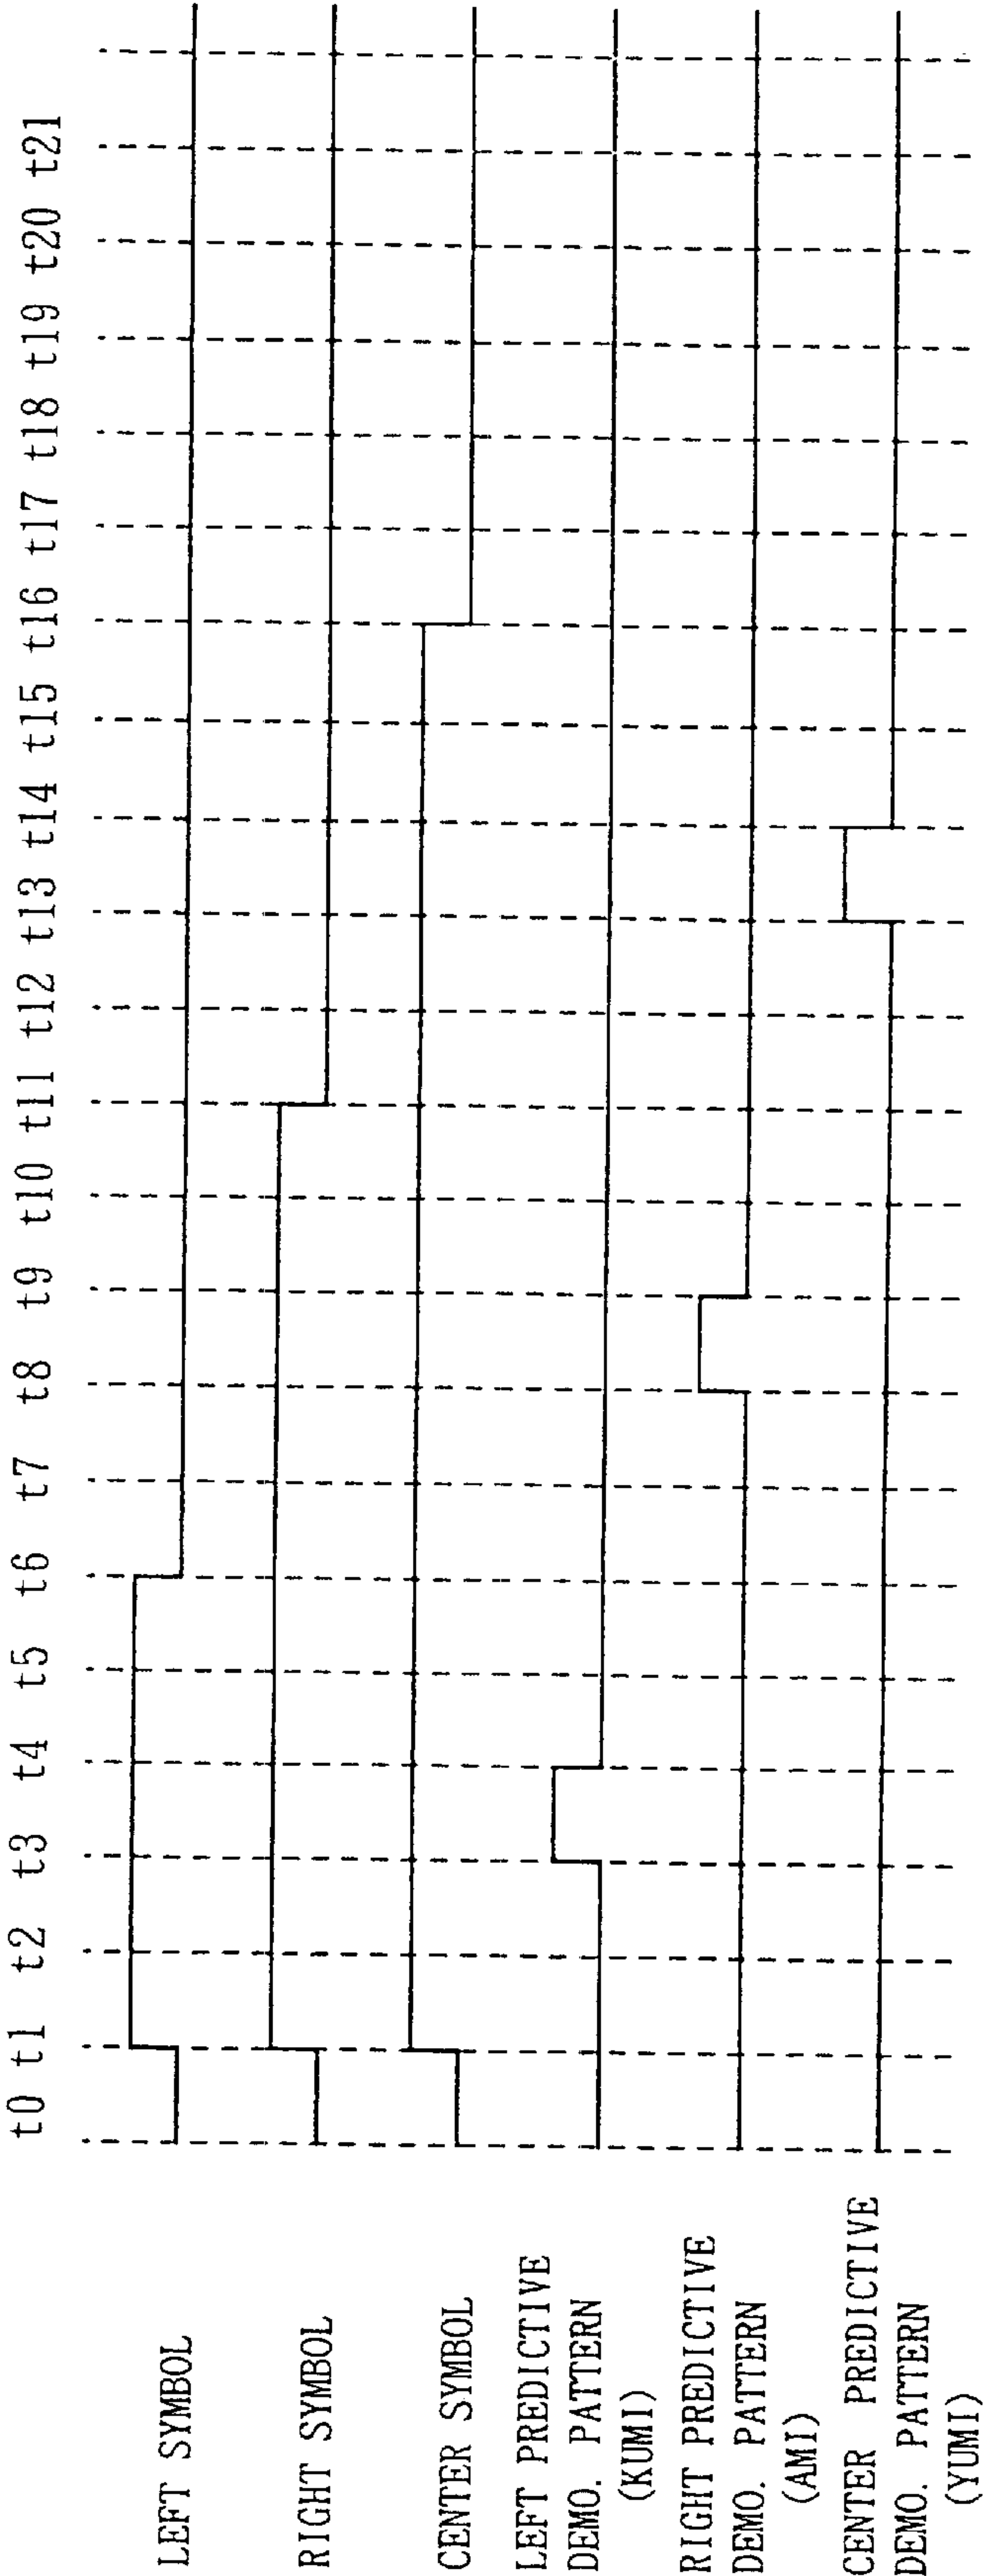 t0 t1 t2 t3 t4 t5 t6 t7 t8 t9 t10 t11 t12 t13 t14 t15 t16 t17 t18 t19 t20 t21
LEFT SYMBOL
RIGHT SYMBOL
CENTER SYMBOL
LEFT PREDICTIVE
DEMO. PATTERN
(KUMI)
RIGHT PREDICTIVE
DEMO. PATTERN
(AMI)
CENTER PREDICTIVE
DEMO. PATTERN
(YUMI)